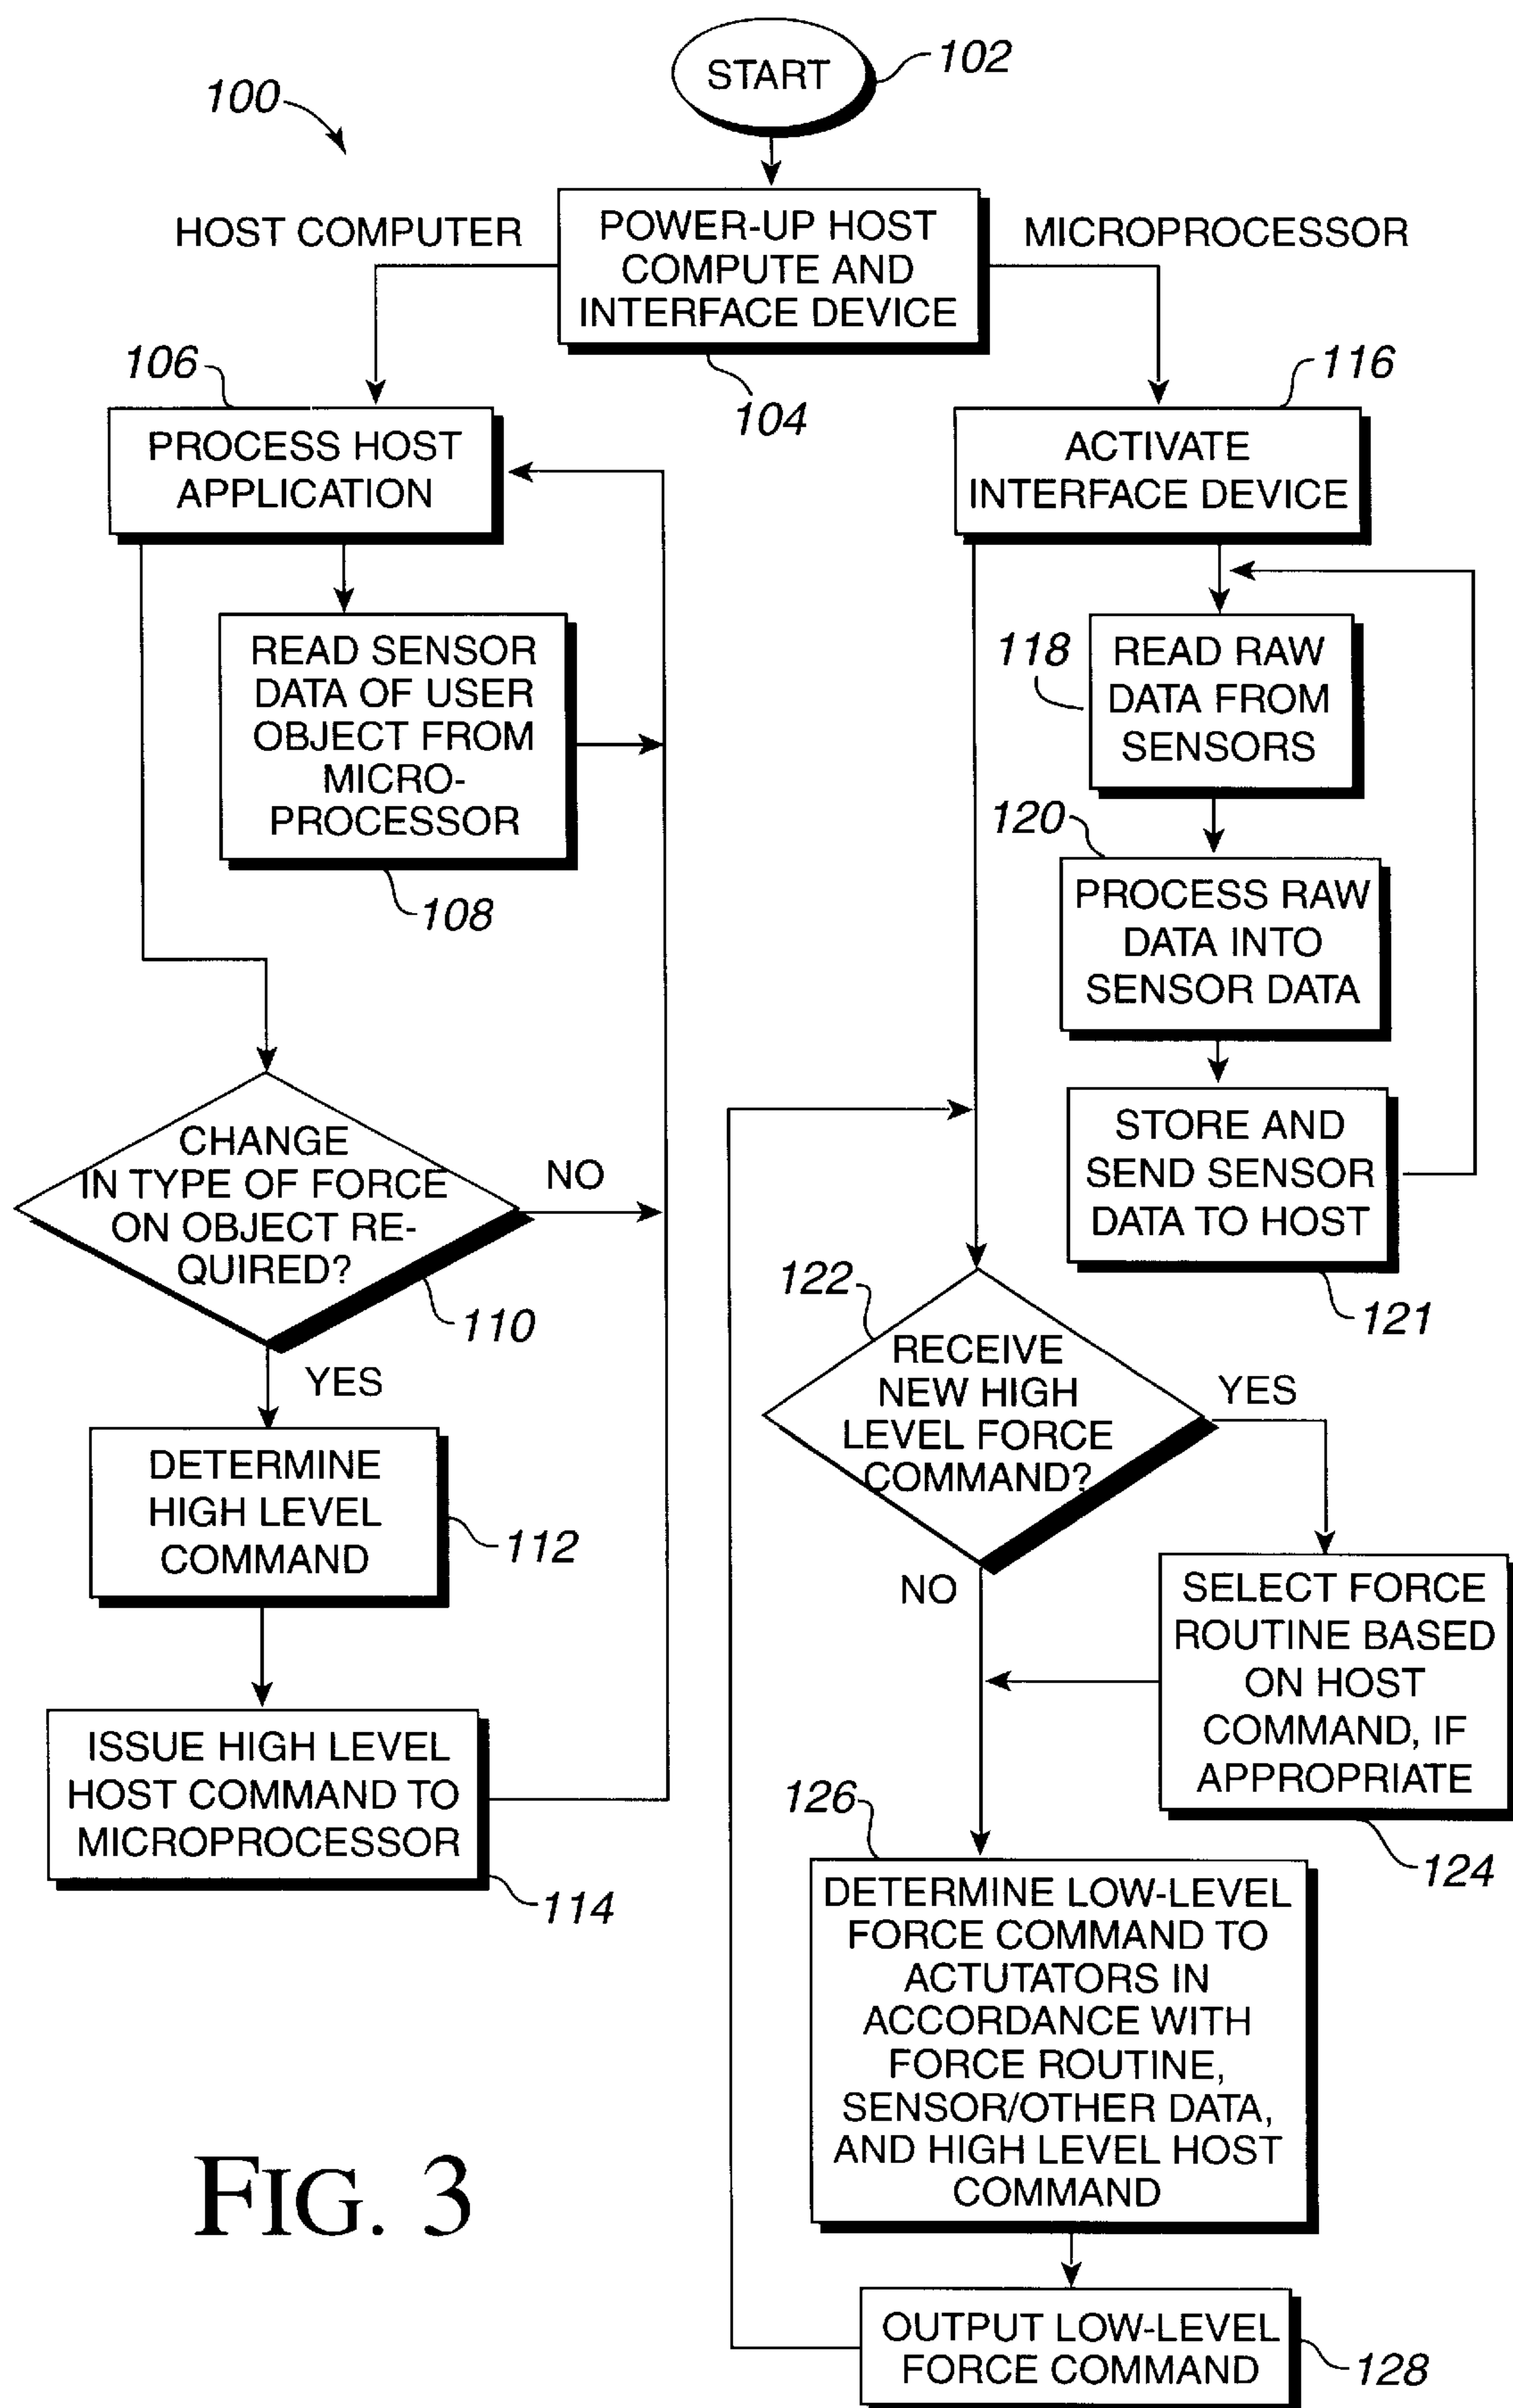 START
102
100
HOST COMPUTER
POWER-UP HOST
COMPUTE AND
INTERFACE DEVICE
MICROPROCESSOR
104
106
PROCESS HOST
APPLICATION
116
ACTIVATE
INTERFACE DEVICE
READ SENSOR
DATA OF USER
OBJECT FROM
MICRO-
PROCESSOR
108
118
READ RAW
DATA FROM
SENSORS
120
PROCESS RAW
DATA INTO
SENSOR DATA
STORE AND
SEND SENSOR
DATA TO HOST
121
CHANGE
IN TYPE OF FORCE
ON OBJECT RE-
QUIRED?
NO
110
YES
122
RECEIVE
NEW HIGH
LEVEL FORCE
COMMAND?
YES
NO
DETERMINE
HIGH LEVEL
COMMAND
112
SELECT FORCE
ROUTINE BASED
ON HOST
COMMAND, IF
APPROPRIATE
124
ISSUE HIGH LEVEL
HOST COMMAND TO
MICROPROCESSOR
114
126
DETERMINE LOW-LEVEL
FORCE COMMAND TO
ACTUTATORS IN
ACCORDANCE WITH
FORCE ROUTINE,
SENSOR/OTHER DATA,
AND HIGH LEVEL HOST
COMMAND
OUTPUT LOW-LEVEL
FORCE COMMAND
128
FIG. 3